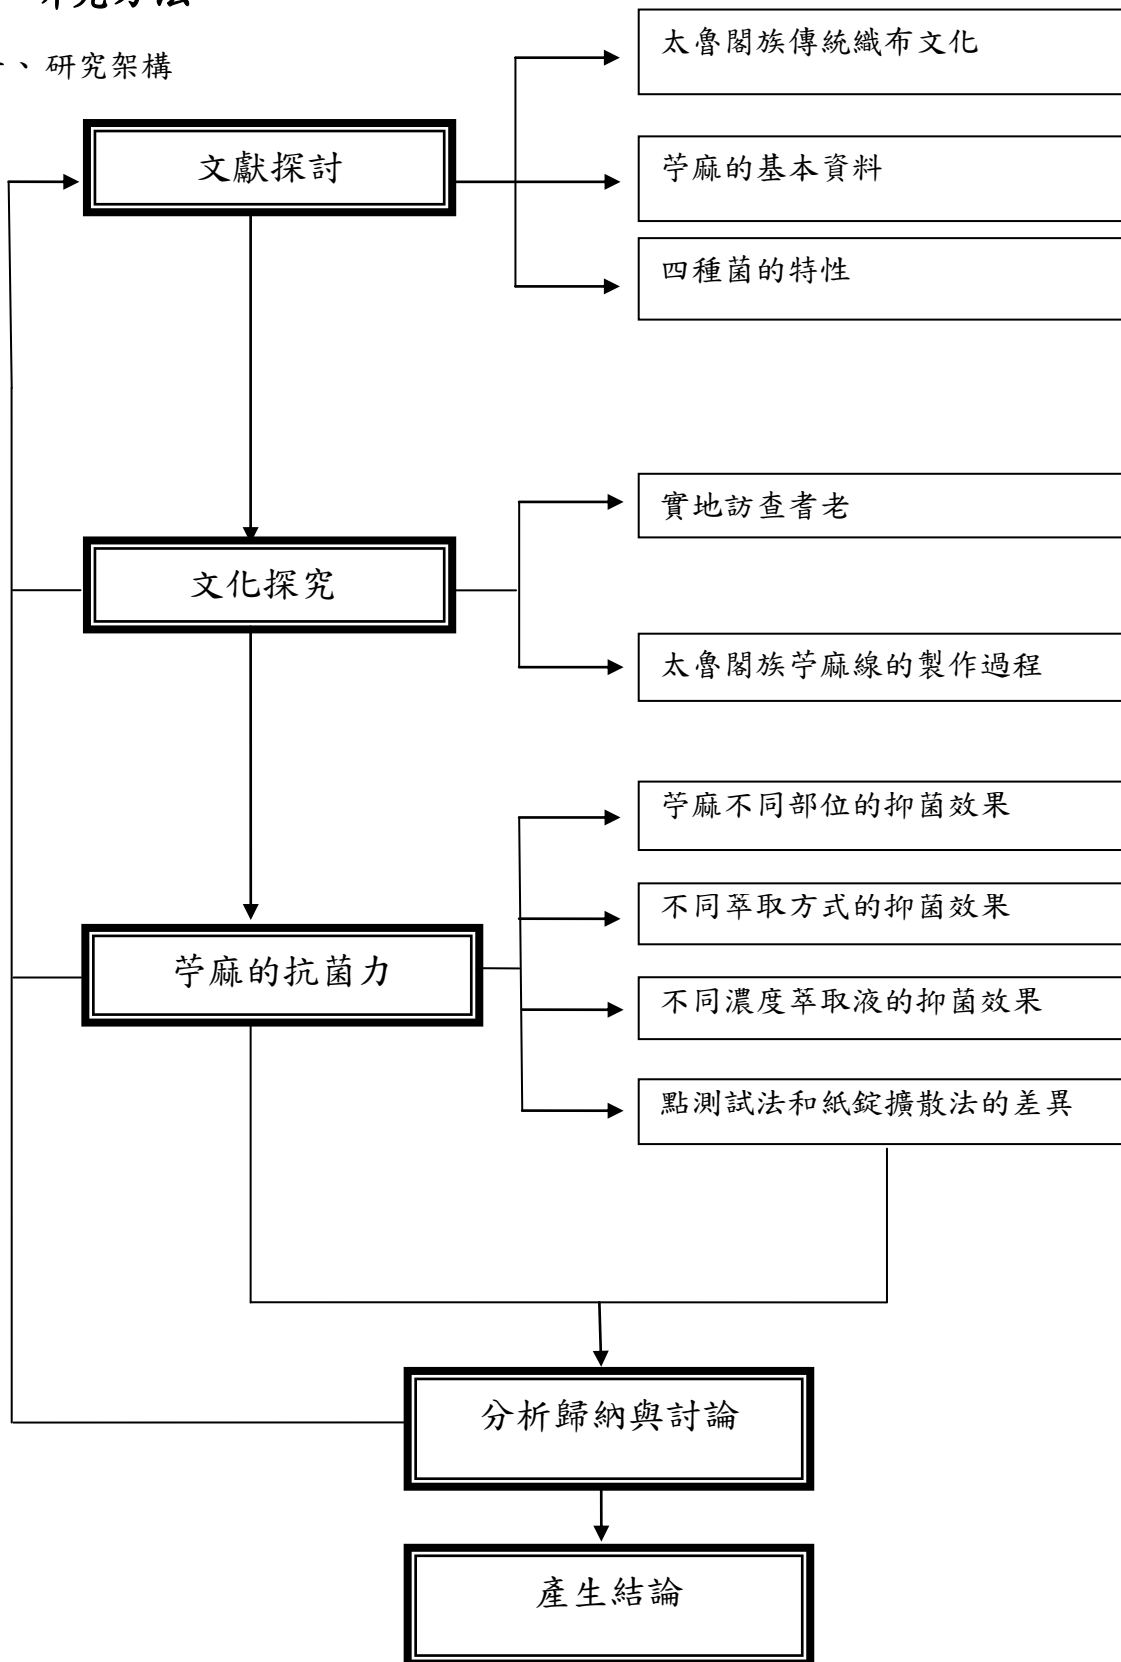 研究方法
、研究架構
文獻探討
太魯閣族傳統織布文化
苧麻的基本資料
四種菌的特性
文化探究
實地訪查耆老
太魯閣族苧麻線的製作過程
苧麻的抗菌力
苧麻不同部位的抑菌效果
不同萃取方式的抑菌效果
不同濃度萃取液的抑菌效果
點測試法和紙錠擴散法的差異
分析歸納與討論
產生結論